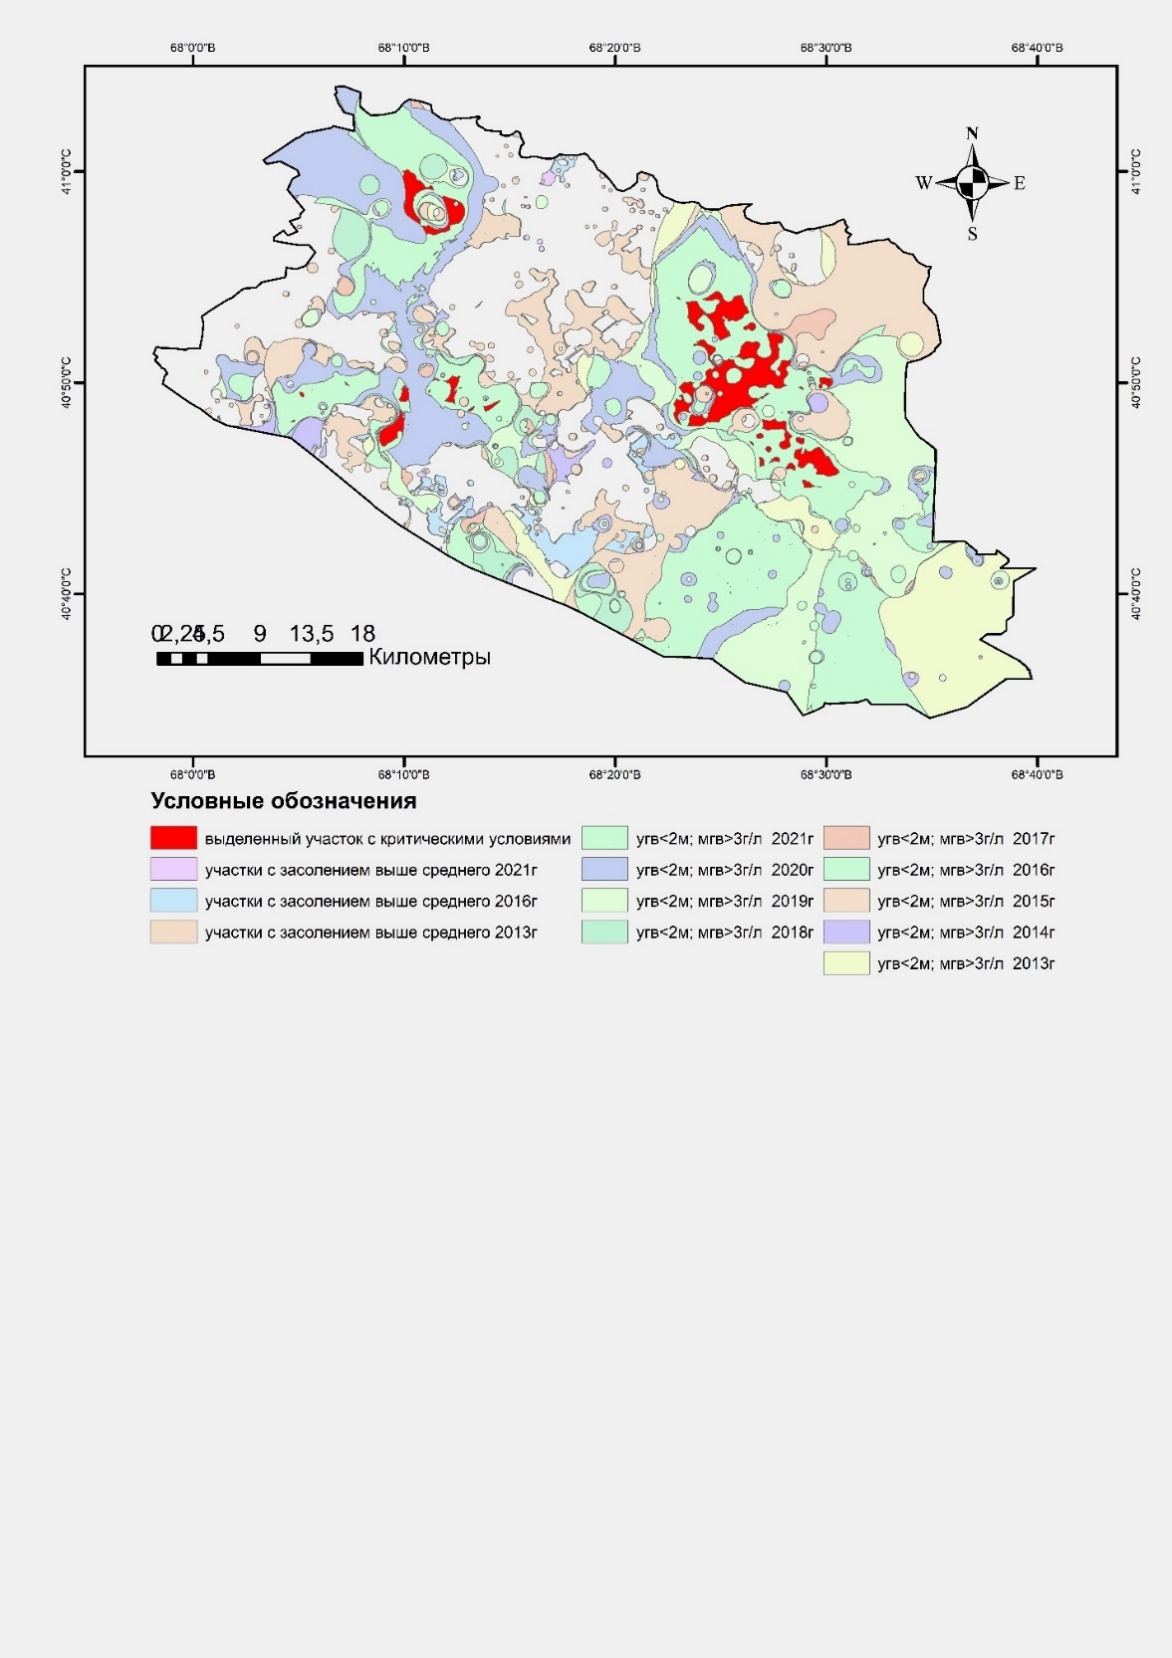 68°0'0"В 68°10'0"В 68°20'0"В 68°30'0"В 68°40'0"В
N
41°0'0"С 41°0'0"С
W E
S
40°50'0"С 40°50'0"С
40°40'0"С 40°40'0"С
0 2,25 4,5 9 13,5 18
Километры
68°0'0"В 68°10'0"В 68°20'0"В 68°30'0"В 68°40'0"В
Условные обозначения
выделенный участок с критическими условиями
участки с засолением выше среднего 2021г
участки с засолением выше среднего 2016г
участки с засолением выше среднего 2013г
угв<2м; мгв>3г/л 2021г
угв<2м; мгв>3г/л 2020г
угв<2м; мгв>3г/л 2019г
угв<2м; мгв>3г/л 2018г
угв<2м; мгв>3г/л 2017г
угв<2м; мгв>3г/л 2016г
угв<2м; мгв>3г/л 2015г
угв<2м; мгв>3г/л 2014г
угв<2м; мгв>3г/л 2013г